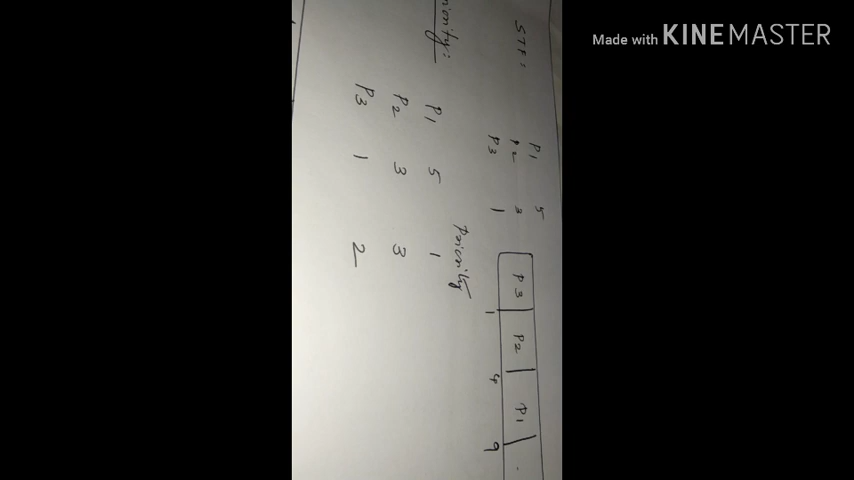 Made with KINEMASTER
SJF:
P1 5
P2 3
P3 1
P3 P2 P1
1 4 9
iority:
Priority
P1 5 1
P2 3 3
P3 1 2